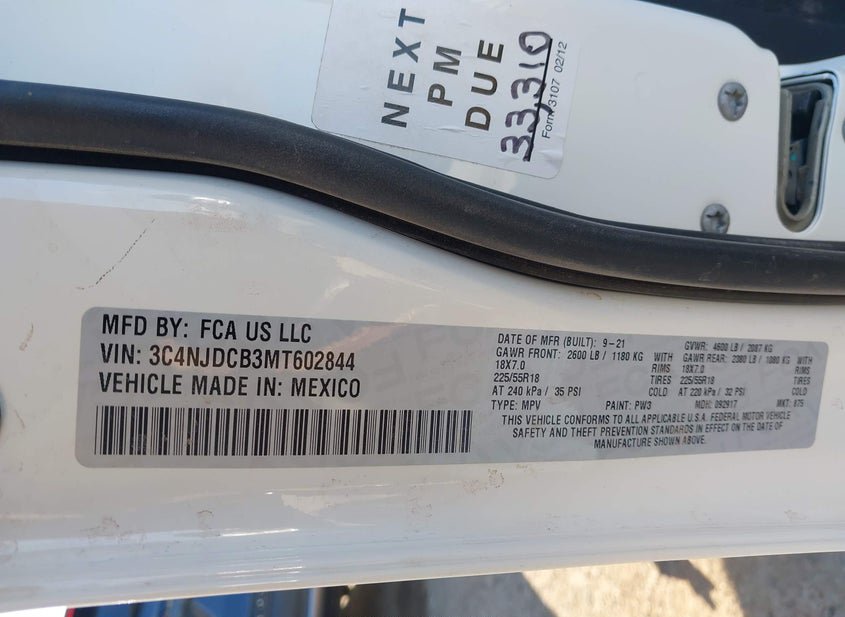 NEXT
PM
DUE
33,310
Form 3107 02/12
MFD BY: FCA US LLC
VIN: 3C4NJDCB3MT602844
VEHICLE MADE IN: MEXICO
DATE OF MFR (BUILT): 9-21 GVWR: 4600 LB / 2087 KG
GAWR FRONT: 2600 LB / 1180 KG GAWR REAR: 2380 LB / 1080 KG
18X7.0 RIMS 18X7.0 RIMS
225/55R18 TIRES 225/55R18 TIRES
AT 240 kPa / 35 PSI COLD AT 220 kPa / 32 PSI COLD
TYPE: MPV PAINT: PW3 MDH: 092917 MKT: 875
THIS VEHICLE CONFORMS TO ALL APPLICABLE U.S.A. FEDERAL MOTOR VEHICLE
SAFETY AND THEFT PREVENTION STANDARDS IN EFFECT ON THE DATE OF
MANUFACTURE SHOWN ABOVE.